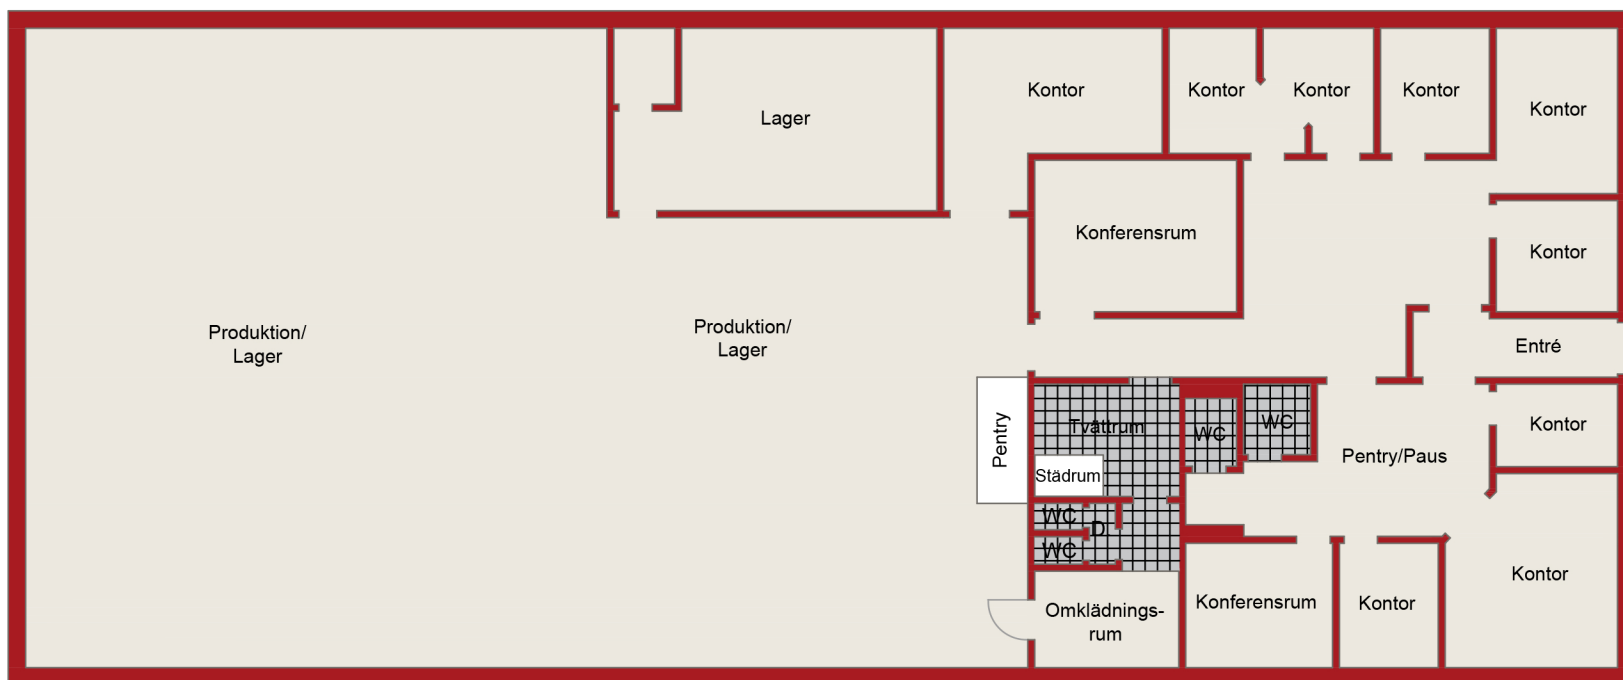 Kontor
Kontor
Kontor
Kontor
Kontor
Lager
Konferensrum
Kontor
Produktion/
Lager
Produktion/
Lager
Entré
Pentry
Tvättrum
WC
WC
Kontor
Pentry/Paus
Städrum
WC
D
WC
Kontor
Omklädnings-
rum
Konferensrum
Kontor